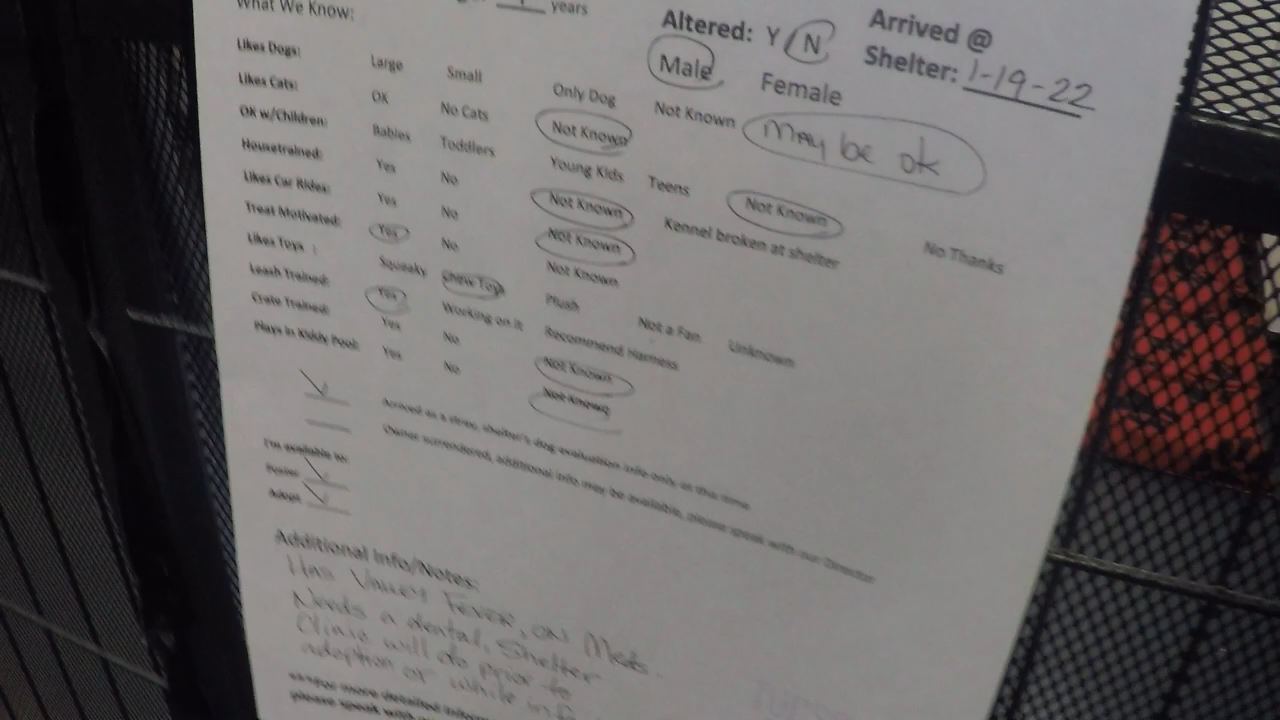 What We Know:
years
Altered: Y N
Arrived @
Shelter: 1-19-22
Male Female
Likes Dogs: Large Small Only Dog Not Known May be ok
Likes Cats: OK No Cats Not Known
OK w/Children: Babies Toddlers Young Kids Teens Not Known No Thanks
Housetrained: Yes No Not Known Kennel broken at shelter
Likes Car Rides: Yes No Not Known
Treat Motivated: Yes No Not Known
Likes Toys : Squeaky Chew Toys Plush Not a Fan Unknown
Leash Trained: Yes Working on it Recommend Harness
Crate Trained: Yes No Not Known
Plays in Kiddy Pool: Yes No Not Known
Arrived as a stray, shelter's dog evaluation info only at this time
Owner surrendered, additional info may be available, please speak with our Director
I'm available to:
Foster
Adopt
Additional Info/Notes:
Has Valley Fever, on Meds.
Needs a dental, Shelter
Clinic will do prior to
adoption or while in
more detailed
please speak with